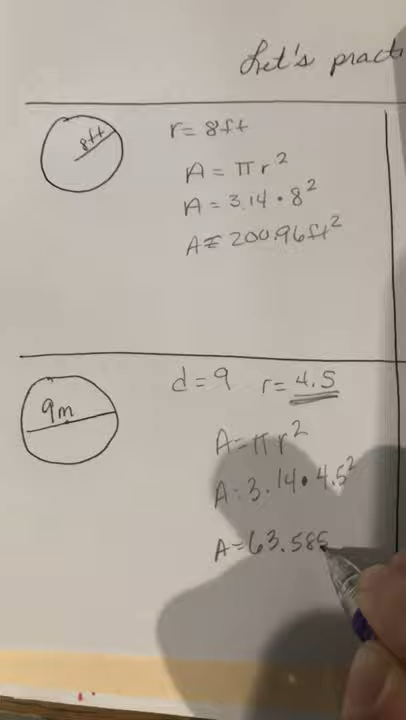 Let's pract
8ft
r = 8ft
A = πr²
A = 3.14 · 8²
A = 200.96ft²
9m
d = 9 r = 4.5
A = πr²
A = 3.14 · 4.5²
A = 63.585